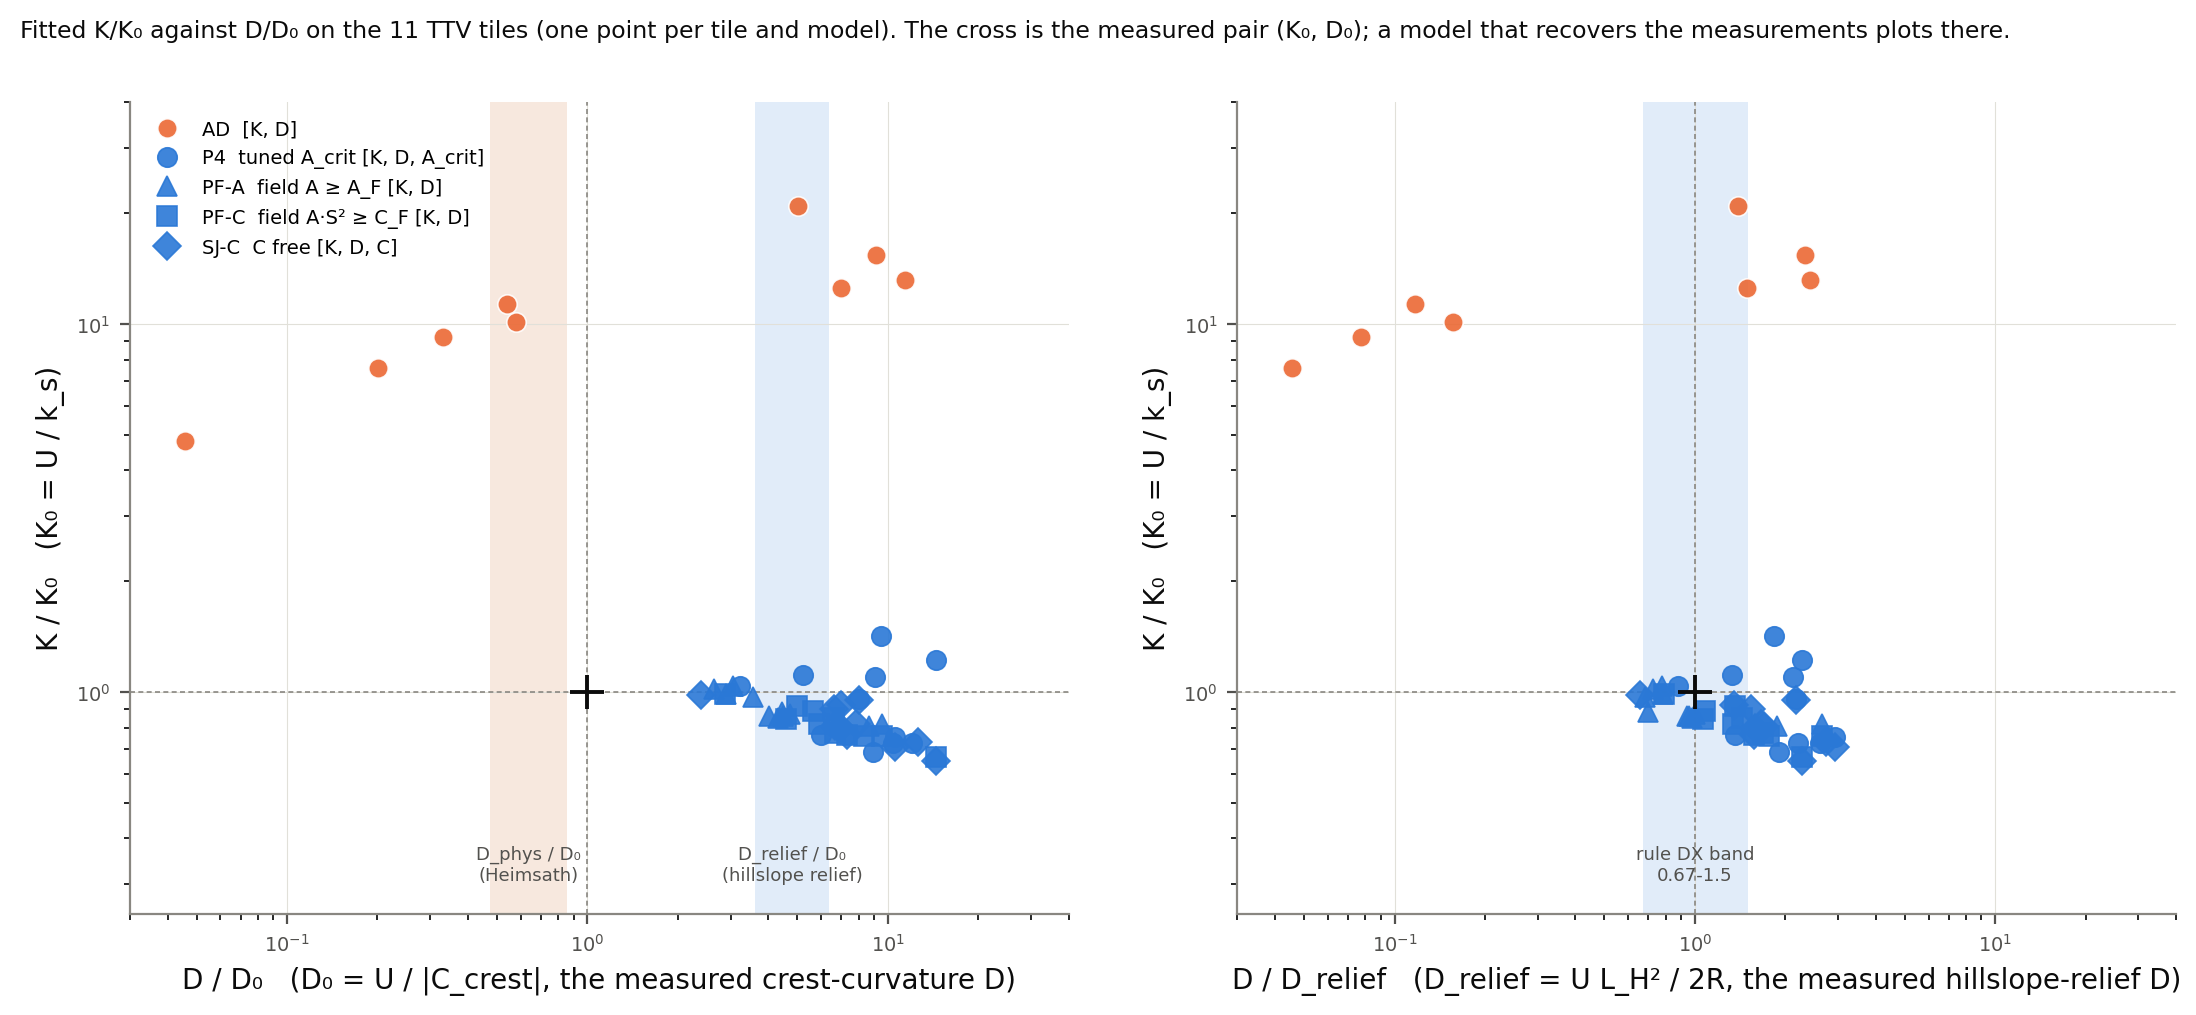 Fitted K/K₀ against D/D₀ on the 11 TTV tiles (one point per tile and model). The cross is the measured pair (K₀, D₀); a model that recovers the measurements plots there.
AD  [K, D]
P4  tuned A_crit [K, D, A_crit]
PF-A  field A ≥ A_F [K, D]
PF-C  field A·S² ≥ C_F [K, D]
SJ-C  C free [K, D, C]
10¹
10⁰
K / K₀   (K₀ = U / k_s)
D_phys / D₀
(Heimsath)
D_relief / D₀
(hillslope relief)
10⁻¹
10⁰
10¹
D / D₀   (D₀ = U / |C_crest|, the measured crest-curvature D)
10¹
10⁰
K / K₀   (K₀ = U / k_s)
rule DX band
0.67-1.5
10⁻¹
10⁰
10¹
D / D_relief   (D_relief = U L_H² / 2R, the measured hillslope-relief D)